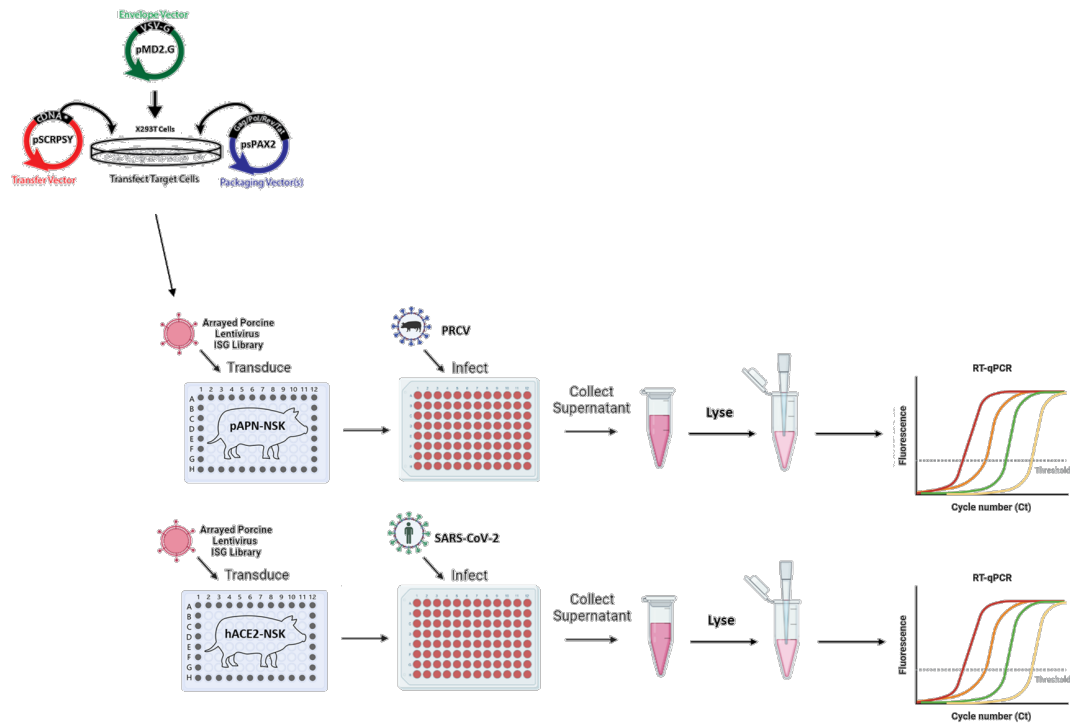 Envelope Vector
VSV-G
pMD2.G
cDNA
pSCRPSY
Transfer Vector
X293T Cells
Transfect Target Cells
Gag/Pol/Rev/Tat
psPAX2
Packaging Vector(s)
Arrayed Porcine
Lentivirus
ISG Library
Transduce
1 2 3 4 5 6 7 8 9 10 11 12
A
B
C
D
E
F
G
H
pAPN-NSK
PRCV
Infect
Collect
Supernatant
Lyse
RT-qPCR
Fluorescence
Threshold
Cycle number (Ct)
Arrayed Porcine
Lentivirus
ISG Library
Transduce
1 2 3 4 5 6 7 8 9 10 11 12
A
B
C
D
E
F
G
H
hACE2-NSK
SARS-CoV-2
Infect
Collect
Supernatant
Lyse
RT-qPCR
Fluorescence
Threshold
Cycle number (Ct)